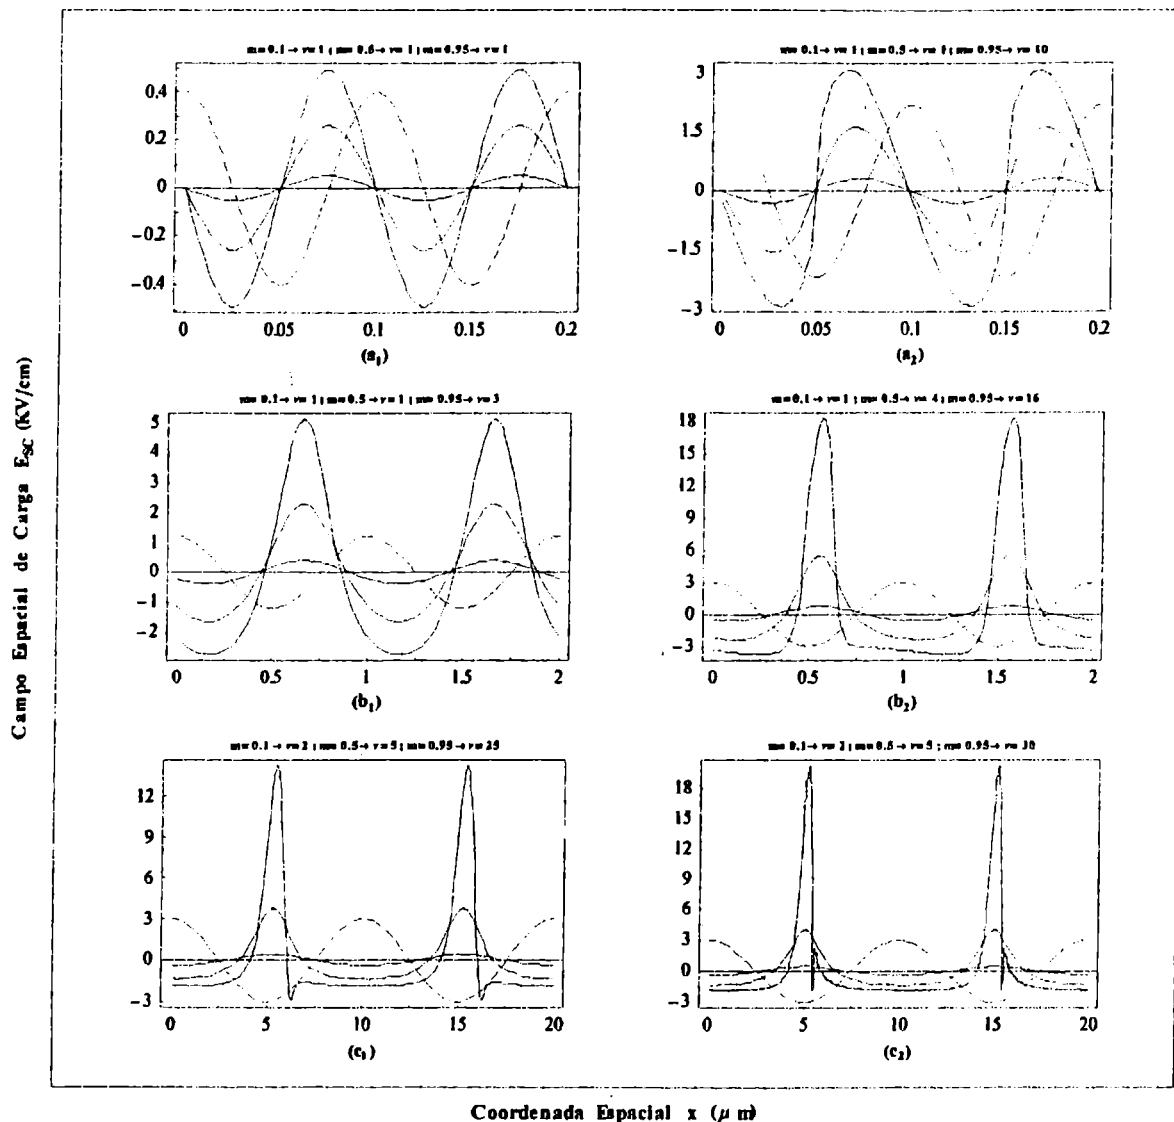 m=0.1→ r=1 ; m=0.5→ r=1 ; m=0.95→ r=1
m=0.1→ r=1 ; m=0.5→ r=1 ; m=0.95→ r=10
0.4
0.2
0
−0.2
−0.4
0 0.05 0.1 0.15 0.2
(a₁)
3
1.5
0
−1.5
−3
0 0.05 0.1 0.15 0.2
(a₂)
Campo Espacial de Carga E_SC (KV/cm)
m=0.1→ r=1 ; m=0.5→ r=1 ; m=0.95→ r=3
m=0.1→ r=1 ; m=0.5→ r=4 ; m=0.95→ r=16
5
4
3
2
1
0
−1
−2
0 0.5 1 1.5 2
(b₁)
18
15
12
9
6
3
0
−3
0 0.5 1 1.5 2
(b₂)
m=0.1→ r=2 ; m=0.5→ r=5 ; m=0.95→ r=25
m=0.1→ r=2 ; m=0.5→ r=5 ; m=0.95→ r=30
12
9
6
3
0
−3
0 5 10 15 20
(c₁)
18
15
12
9
6
3
0
−3
0 5 10 15 20
(c₂)
Coordenada Espacial x (μm)